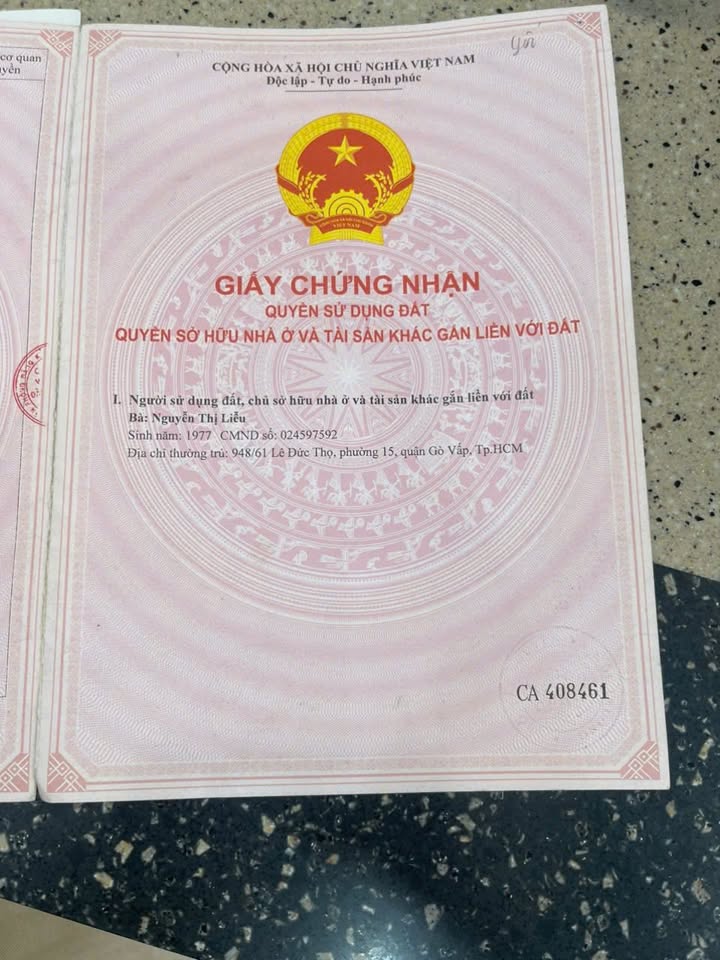 cơ quan
CỘNG HÒA XÃ HỘI CHỦ NGHĨA VIỆT NAM
Độc lập - Tự do - Hạnh phúc
VIỆT NAM
GIẤY CHỨNG NHẬN
QUYỀN SỬ DỤNG ĐẤT
QUYỀN SỞ HỮU NHÀ Ở VÀ TÀI SẢN KHÁC GẮN LIỀN VỚI ĐẤT
I. Người sử dụng đất, chủ sở hữu nhà ở và tài sản khác gắn liền với đất
Bà: Nguyễn Thị Liễu
Sinh năm: 1977 CMND số: 024597592
Địa chỉ thường trú: 948/61 Lê Đức Thọ, phường 15, quận Gò Vấp, Tp.HCM
CA 408461